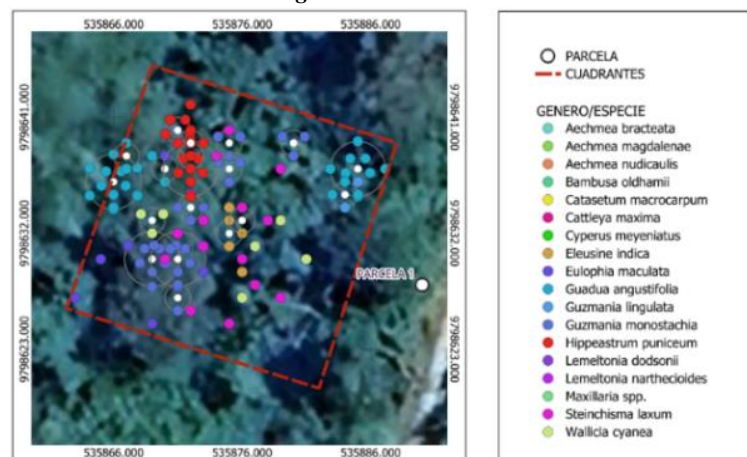 535866.000 535876.000 535886.000
9798641.000 9798641.000
9798632.000 9798632.000
9798623.000 9798623.000
PARCELA 1
535866.000 535876.000 535886.000
PARCELA
CUADRANTES
GENERO/ESPECIE
Aechmea bracteata
Aechmea magdalenae
Aechmea nudicaulis
Bambusa oldhamii
Catasetum macrocarpum
Cattleya maxima
Cyperus meyeniatus
Eleusine indica
Eulophia maculata
Guadua angustifolia
Guzmania lingulata
Guzmania monostachia
Hippeastrum puniceum
Lemeltonia dodsonii
Lemeltonia narthecioides
Maxillaria spp.
Steinchisma laxum
Wallicia cyanea